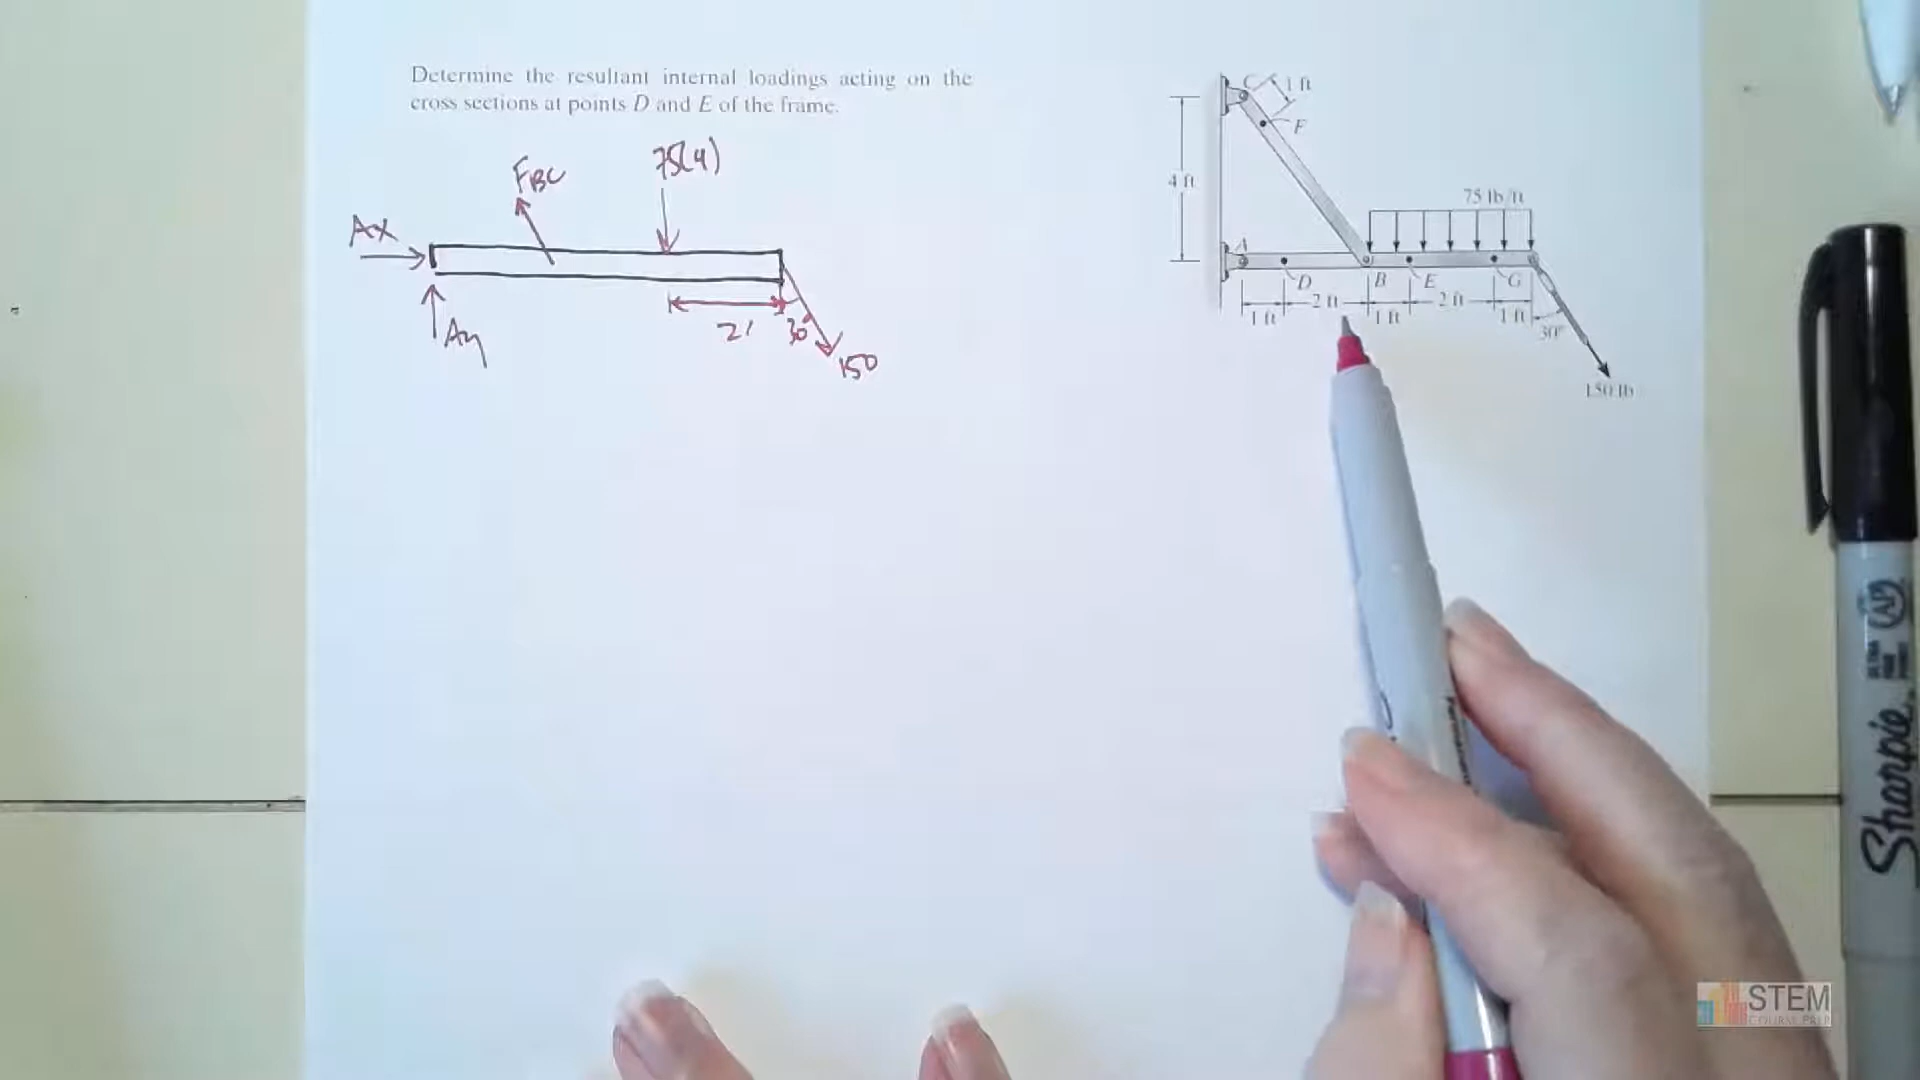 Determine the resultant internal loadings acting on the
cross sections at points D and E of the frame.
75(4)
FBC
Ax
Ay
2'
30°
150
C
1 ft
F
4 ft
75 lb/ft
A
D
B
E
G
2 ft
2 ft
1 ft
1 ft
1 ft
30°
150 lb
Sharpie
STEM
COURSE PREP